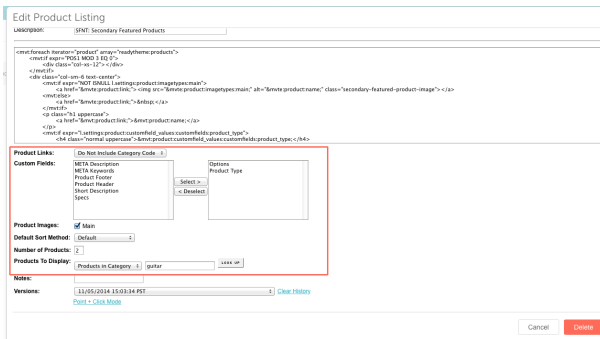 Edit Product Listing
Description: SFNT: Secondary Featured Products
<mvt:foreach iterator="product" array="readytheme:products">
<mvt:if expr="POS1 MOD 3 EQ 0">
<div class="col-xs-12"></div>
</mvt:if>
<div class="col-sm-6 text-center">
<mvt:if expr="NOT ISNULL l.settings:product:imagetypes:main">
<a href="&mvte:product:link;"><img src="&mvte:product:imagetypes:main;" alt="&mvte:product:name;" class="secondary-featured-product-image"></a>
<mvt:else>
<a href="&mvte:product:link;">&nbsp;</a>
</mvt:if>
<p class="h1 uppercase">
<a href="&mvte:product:link;">&mvt:product:name;</a>
</p>
<mvt:if expr="l.settings:product:customfield_values:customfields:product_type">
<h4 class="normal uppercase">&mvt:product:customfield_values:customfields:product_type;</h4>
Product Links: Do Not Include Category Code
Custom Fields:
META Description
META Keywords
Product Footer
Product Header
Short Description
Specs
Select >
< Deselect
Options
Product Type
Product Images: Main
Default Sort Method: Default
Number of Products: 2
Products To Display: Products in Category guitar LOOK UP
Notes:
Versions: 11/05/2014 15:03:34 PST Clear History
Point + Click Mode
Cancel Delete